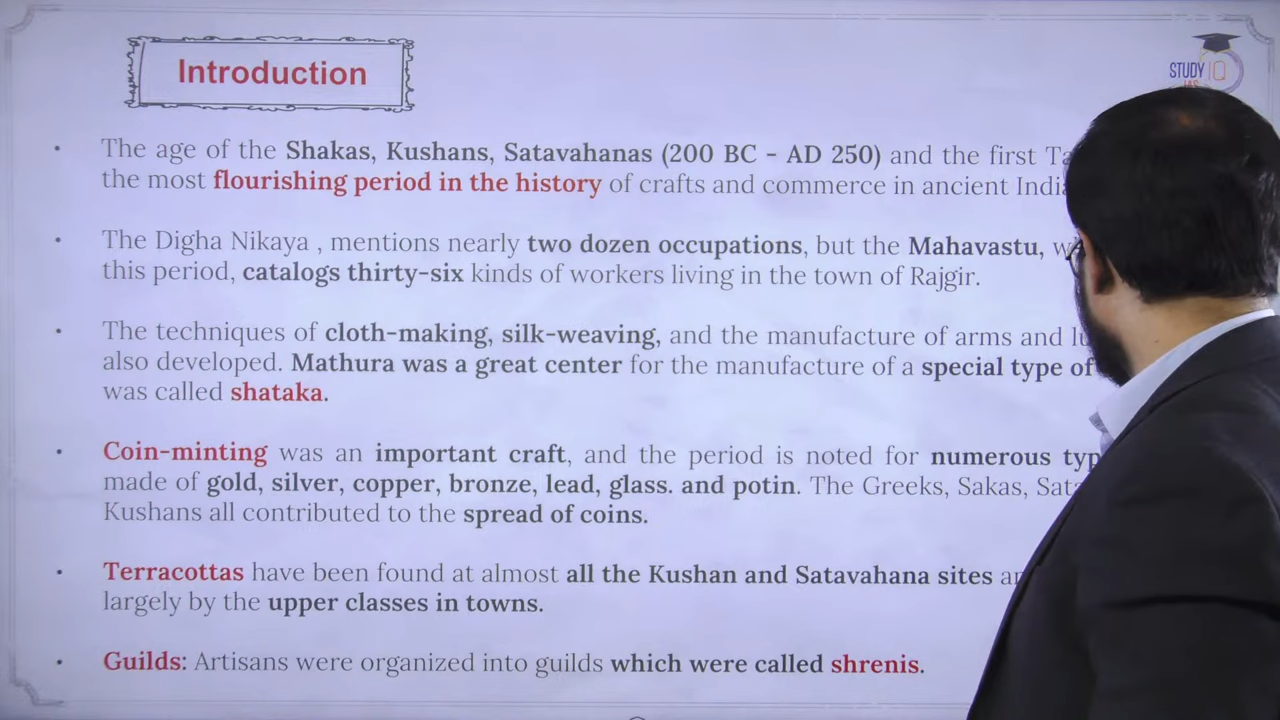 Introduction
STUDY IQ
IAS
• The age of the Shakas, Kushans, Satavahanas (200 BC - AD 250) and the first
the most flourishing period in the history of crafts and commerce in ancient
• The Digha Nikaya , mentions nearly two dozen occupations, but the Mahavastu,
this period, catalogs thirty-six kinds of workers living in the town of Rajgir.
• The techniques of cloth-making, silk-weaving, and the manufacture of arms and
also developed. Mathura was a great center for the manufacture of a special type of
was called shataka.
• Coin-minting was an important craft, and the period is noted for numerous
made of gold, silver, copper, bronze, lead, glass. and potin. The Greeks, Sakas,
Kushans all contributed to the spread of coins.
• Terracottas have been found at almost all the Kushan and Satavahana sites
largely by the upper classes in towns.
• Guilds: Artisans were organized into guilds which were called shrenis.